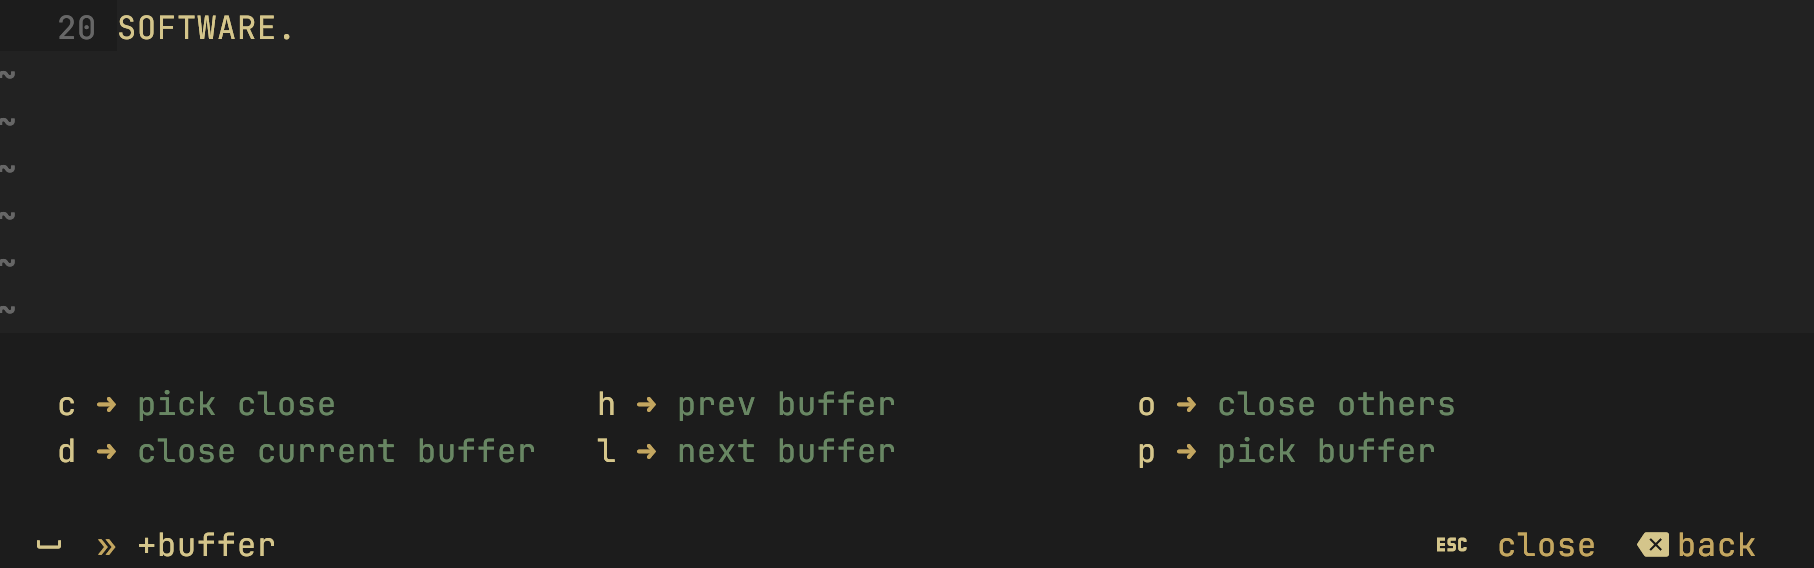 20 SOFTWARE.
~
~
~
~
~
~
c ➜ pick close h ➜ prev buffer o ➜ close others
d ➜ close current buffer l ➜ next buffer p ➜ pick buffer
␣ » +buffer ESC close ⌫ back